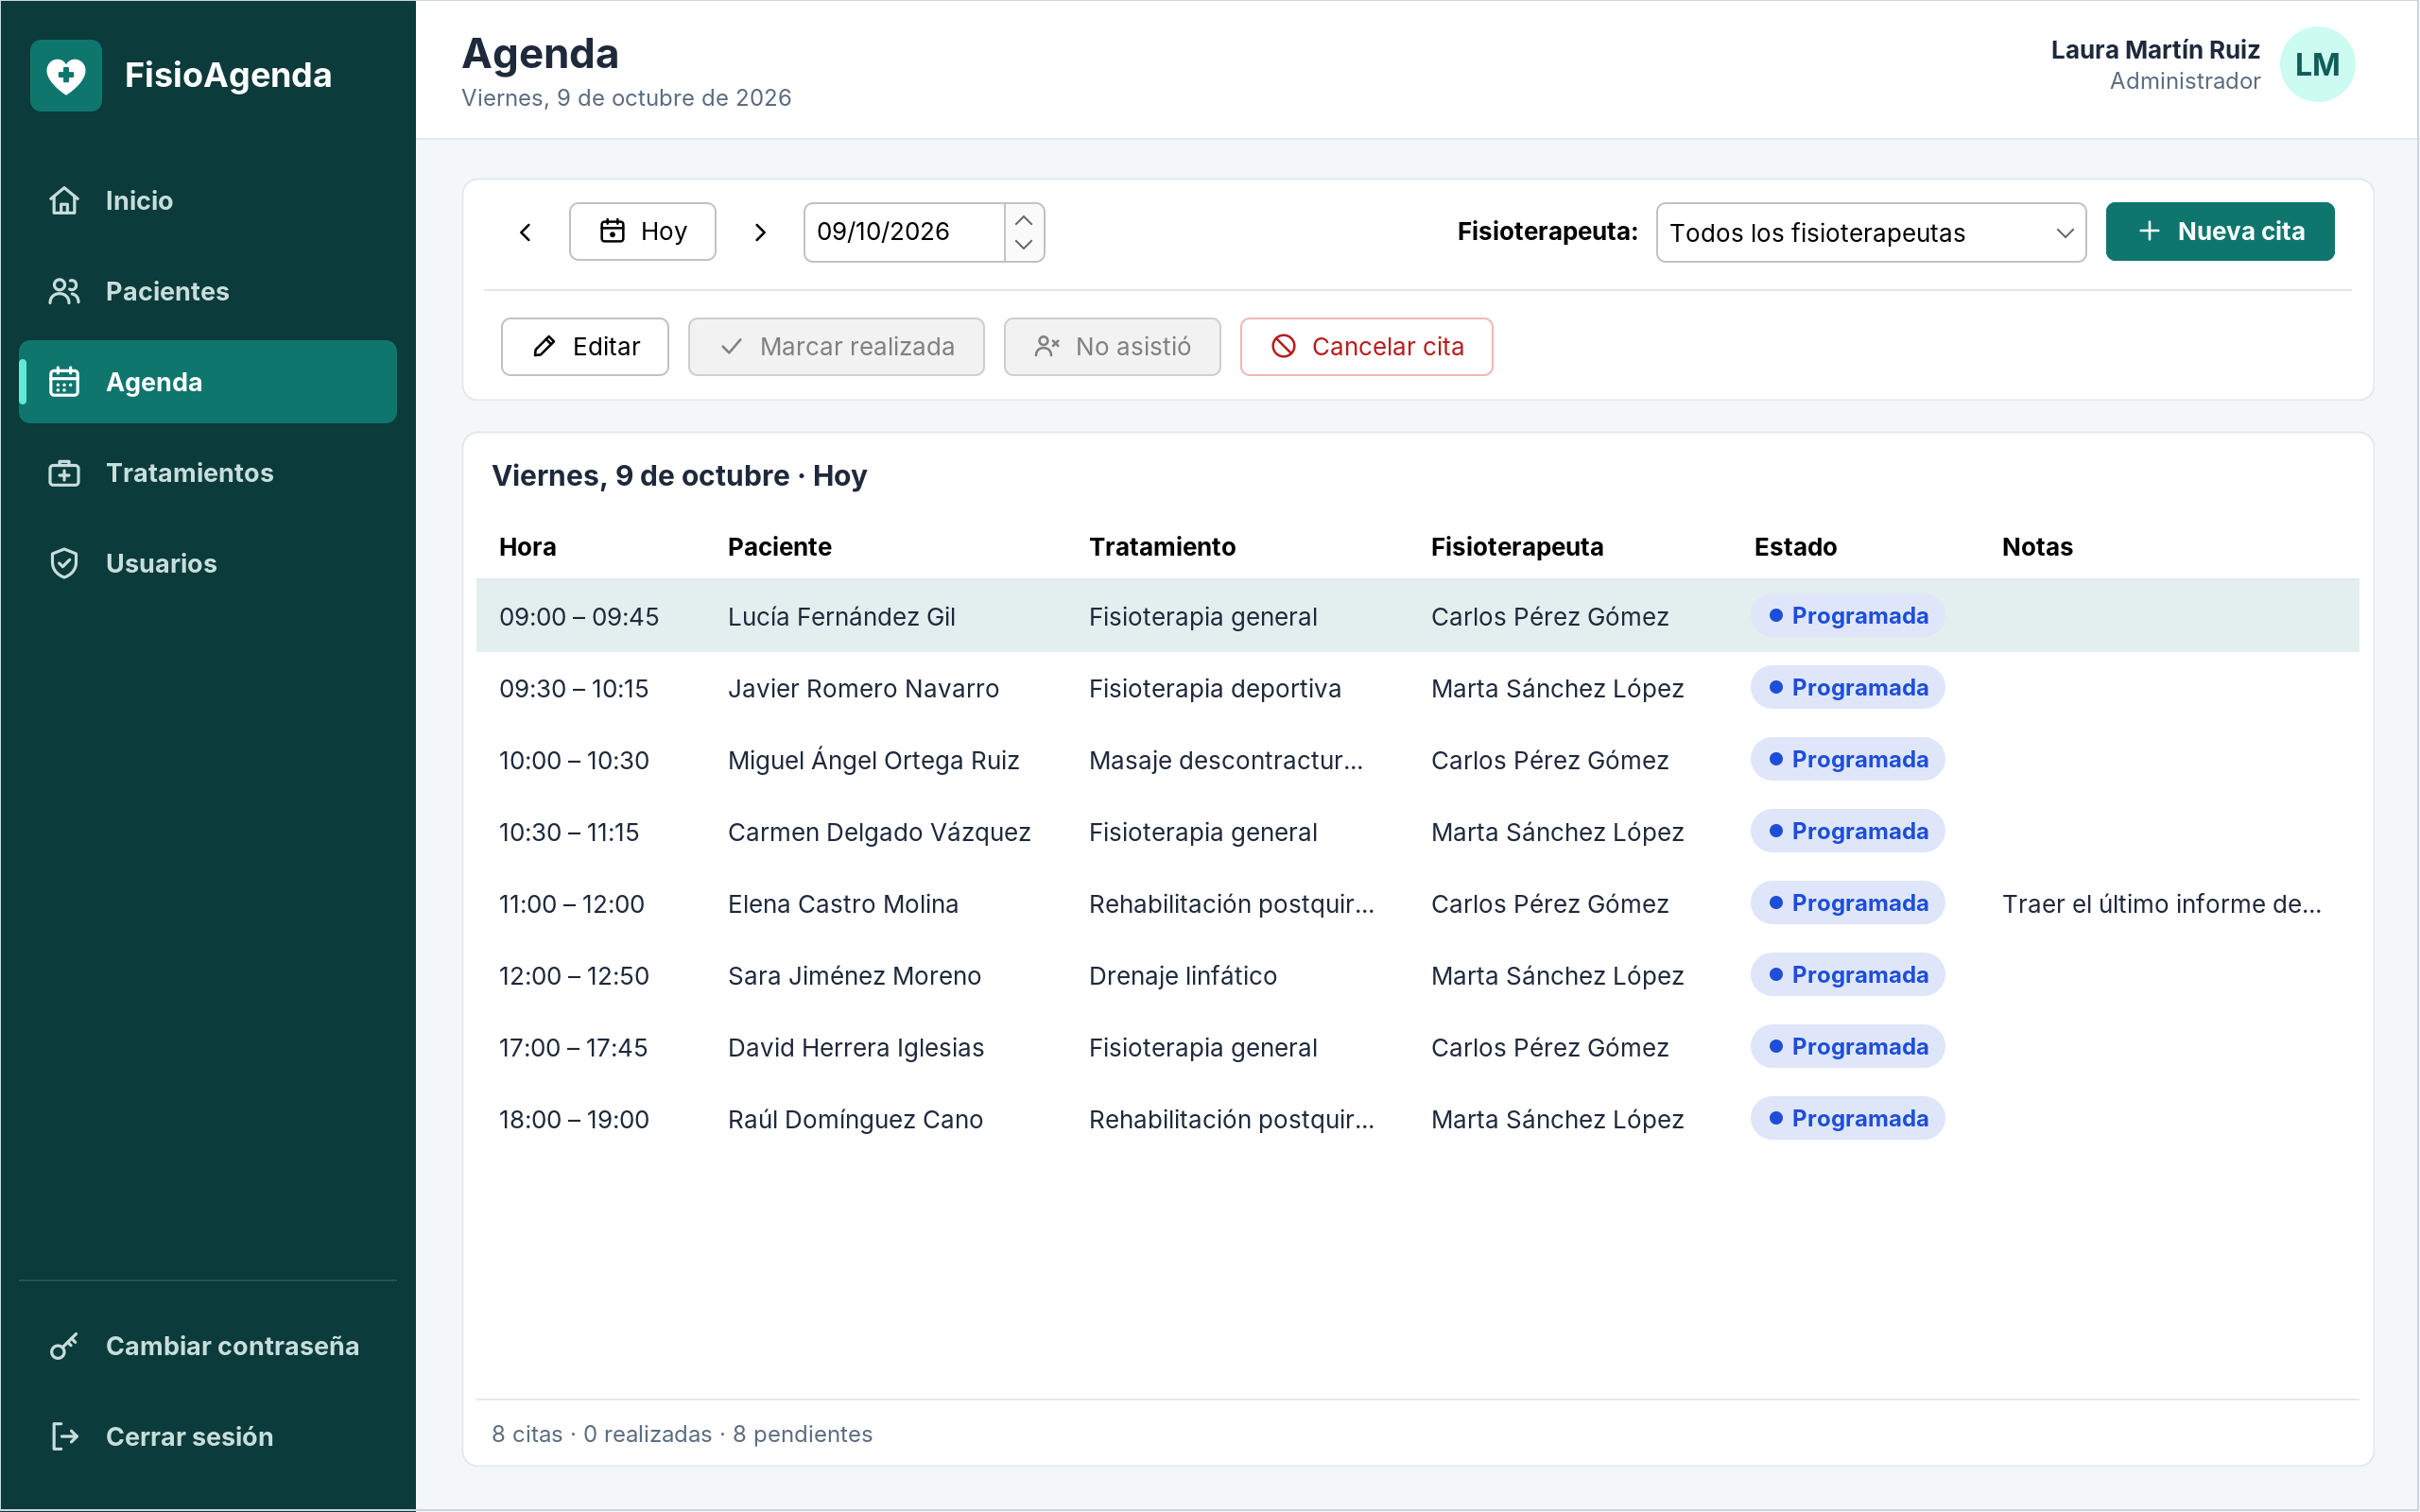 FisioAgenda
Inicio
Pacientes
Agenda
Tratamientos
Usuarios
Cambiar contraseña
Cerrar sesión
Agenda
Viernes, 9 de octubre de 2026
Laura Martín Ruiz
Administrador
LM
Hoy
09/10/2026
Fisioterapeuta:
Todos los fisioterapeutas
Nueva cita
Editar
Marcar realizada
No asistió
Cancelar cita
Viernes, 9 de octubre · Hoy
Hora Paciente Tratamiento Fisioterapeuta Estado Notas
09:00 – 09:45 Lucía Fernández Gil Fisioterapia general Carlos Pérez Gómez Programada
09:30 – 10:15 Javier Romero Navarro Fisioterapia deportiva Marta Sánchez López Programada
10:00 – 10:30 Miguel Ángel Ortega Ruiz Masaje descontractur... Carlos Pérez Gómez Programada
10:30 – 11:15 Carmen Delgado Vázquez Fisioterapia general Marta Sánchez López Programada
11:00 – 12:00 Elena Castro Molina Rehabilitación postquir... Carlos Pérez Gómez Programada Traer el último informe de...
12:00 – 12:50 Sara Jiménez Moreno Drenaje linfático Marta Sánchez López Programada
17:00 – 17:45 David Herrera Iglesias Fisioterapia general Carlos Pérez Gómez Programada
18:00 – 19:00 Raúl Domínguez Cano Rehabilitación postquir... Marta Sánchez López Programada
8 citas · 0 realizadas · 8 pendientes